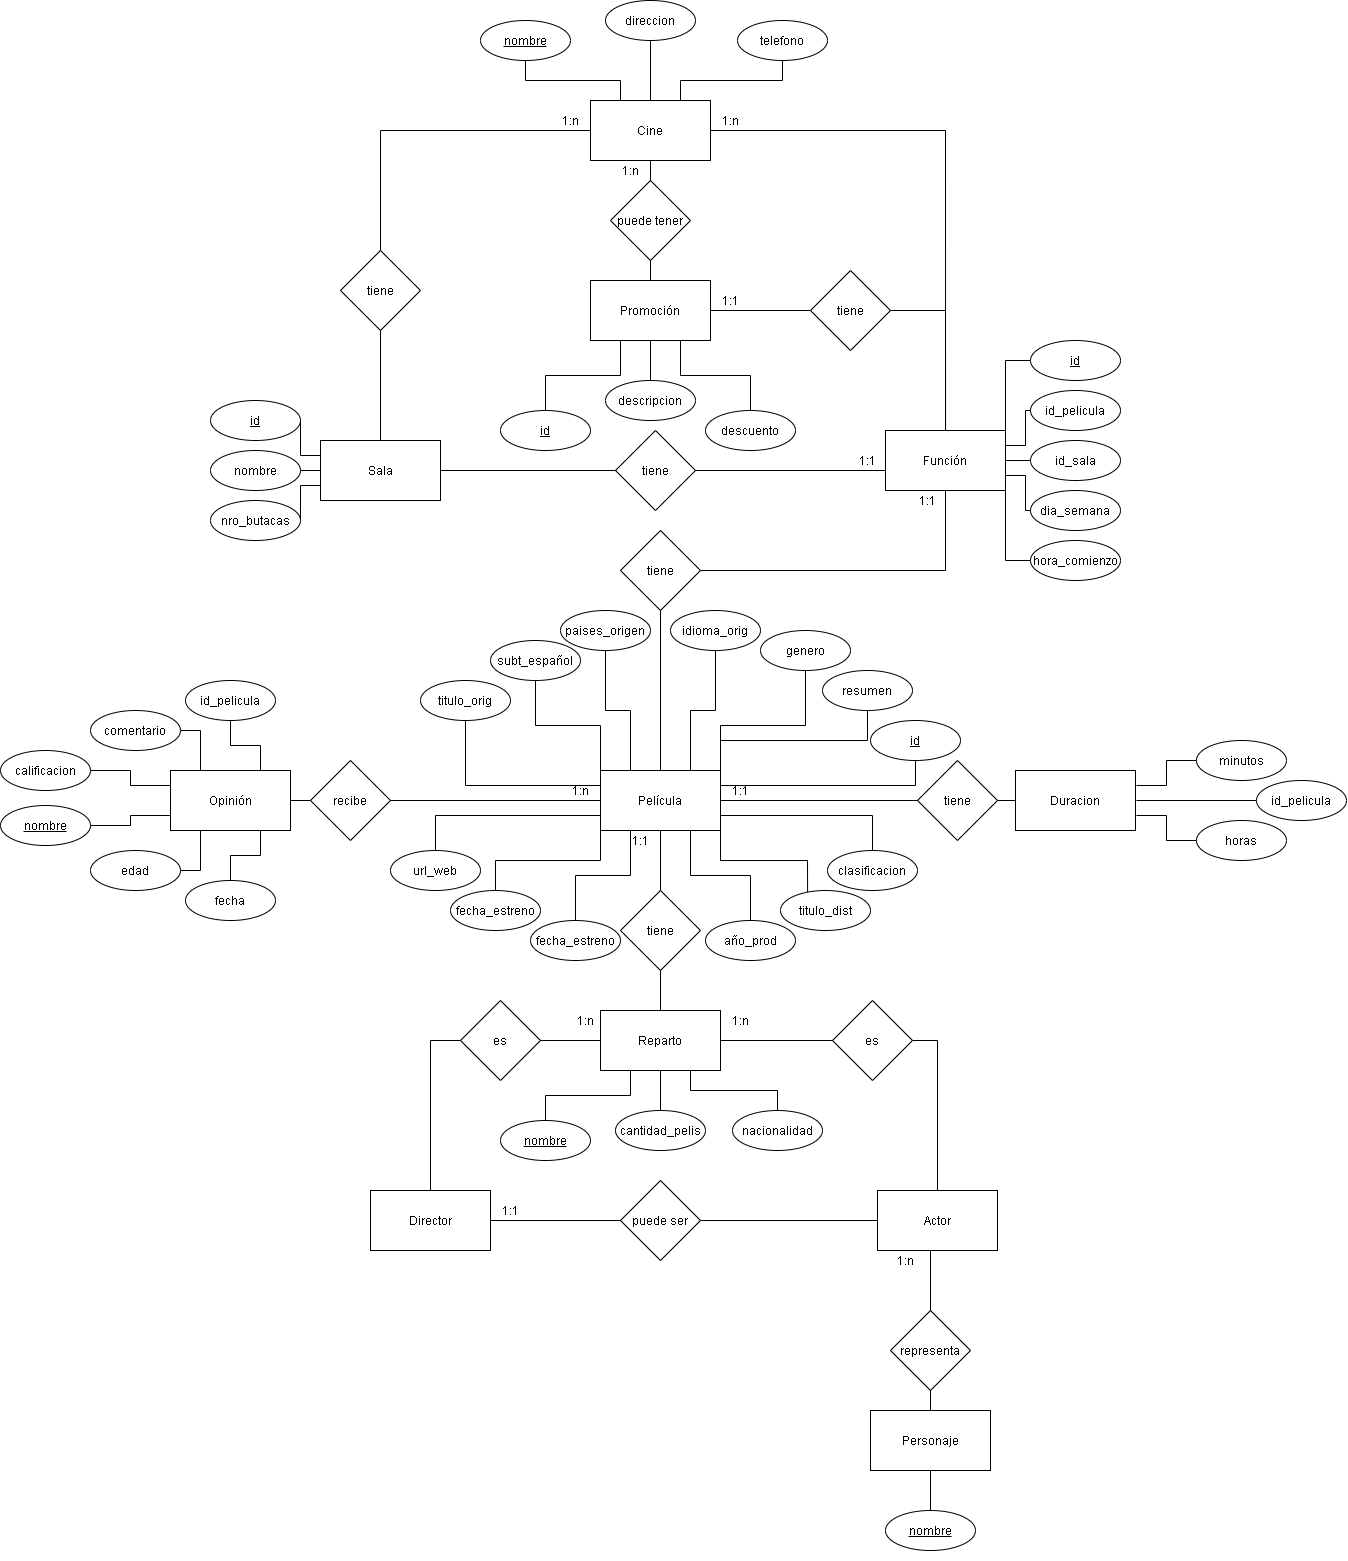 direccion
nombre
telefono
1:n
1:n
Cine
1:n
puede tener
tiene
1:1
Promoción
tiene
id
descripcion
id_pelicula
id
descuento
id
nombre
Sala
tiene
1:1
Función
id_sala
1:1
nro_butacas
dia_semana
hora_comienzo
tiene
paises_origen
idioma_orig
subt_español
genero
titulo_orig
resumen
id_pelicula
comentario
id
calificacion
minutos
1:n
1:1
Opinión
recibe
Película
tiene
Duracion
id_pelicula
nombre
1:1
horas
edad
url_web
clasificacion
fecha
fecha_estreno
titulo_dist
fecha_estreno
tiene
año_prod
1:n
1:n
es
Reparto
es
nombre
cantidad_pelis
nacionalidad
1:1
Director
puede ser
Actor
1:n
representa
Personaje
nombre